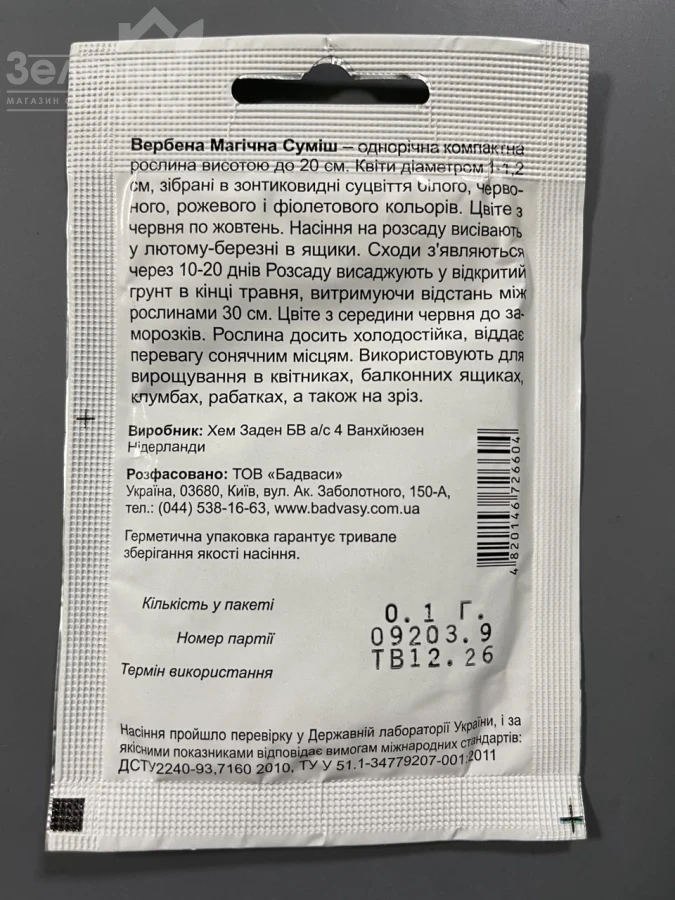 МАГАЗИН
Вербена Магічна Суміш – однорічна компактна
рослина висотою до 20 см. Квіти діаметром 1-1,2
см, зібрані в зонтиковидні суцвіття білого, черво-
ного, рожевого і фіолетового кольорів. Цвіте з
червня по жовтень. Насіння на розсаду висівають
у лютому-березні в ящики. Сходи з'являються
через 10-20 днів Розсаду висаджують у відкритий
грунт в кінці травня, витримуючи відстань між
рослинами 30 см. Цвіте з середини червня до за-
морозків. Рослина досить холодостійка, віддає
перевагу сонячним місцям. Використовують для
вирощування в квітниках, балконних ящиках,
клумбах, рабатках, а також на зріз.
Виробник: Хем Заден БВ а/с 4 Ванхйюзен
Нідерланди
Розфасовано: ТОВ «Бадваси»
Україна, 03680, Київ, вул. Ак. Заболотного, 150-А,
тел.: (044) 538-16-63, www.badvasy.com.ua
4820146726604
Герметична упаковка гарантує тривале
зберігання якості насіння.
Кількість у пакеті 0.1 Г.
Номер партії 09203.9
Термін використання ТВ12.26
Насіння пройшло перевірку у Державній лабораторії України, і за
якісними показниками відповідає вимогам міжнародних стандартів:
ДСТУ2240-93,7160 2010, ТУ У 51.1-34779207-001:2011